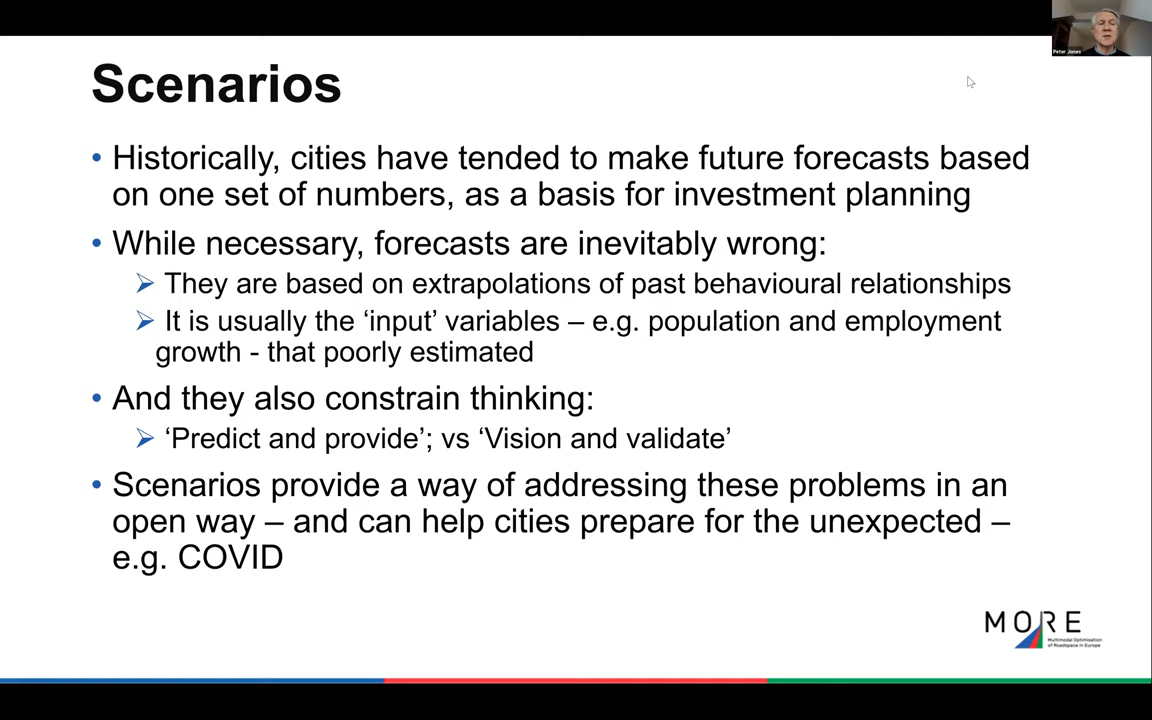 Peter Jones
Scenarios
• Historically, cities have tended to make future forecasts based
on one set of numbers, as a basis for investment planning
• While necessary, forecasts are inevitably wrong:
➢ They are based on extrapolations of past behavioural relationships
➢ It is usually the ‘input’ variables – e.g. population and employment
growth - that poorly estimated
• And they also constrain thinking:
➢ ‘Predict and provide’; vs ‘Vision and validate’
• Scenarios provide a way of addressing these problems in an
open way – and can help cities prepare for the unexpected –
e.g. COVID
MORE
Multimodal Optimisation
of Roadspace in Europe